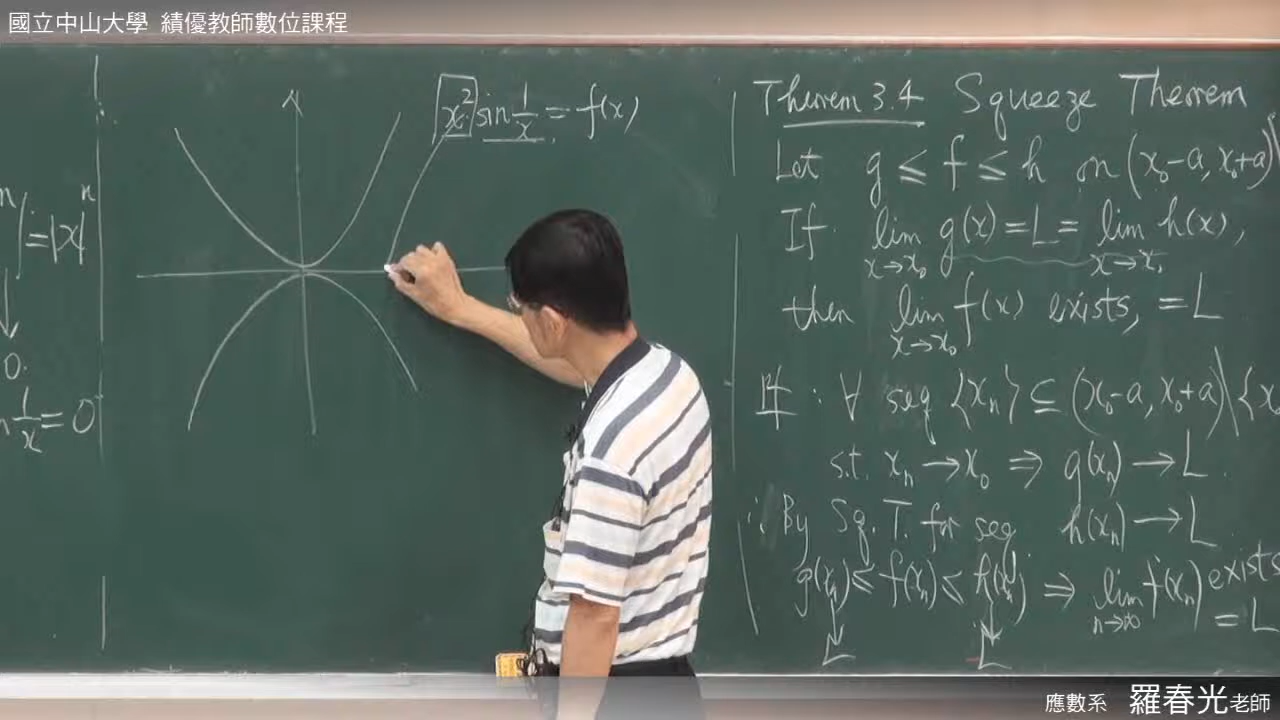 國立中山大學 績優教師數位課程
n
|=|x|ⁿ
↓
0.
1/x = 0
x² sin 1/x = f(x)
Theorem 3.4 Squeeze Theorem
Let g ≤ f ≤ h on (x₀-a, x₀+a)\
If lim x→x₀ g(x) = L = lim x→x₀ h(x),
then lim x→x₀ f(x) exists, = L
Pf : ∀ seq ⟨xₙ⟩ ⊆ (x₀-a, x₀+a)\{x
s.t. xₙ → x₀ ⇒ g(xₙ) → L
∴ By Sq. T. for seq h(xₙ) → L
g(xₙ) ≤ f(xₙ) ≤ h(xₙ) ⇒ lim n→∞ f(xₙ) exists
↓ ↓ = L
L L
應數系 羅春光老師